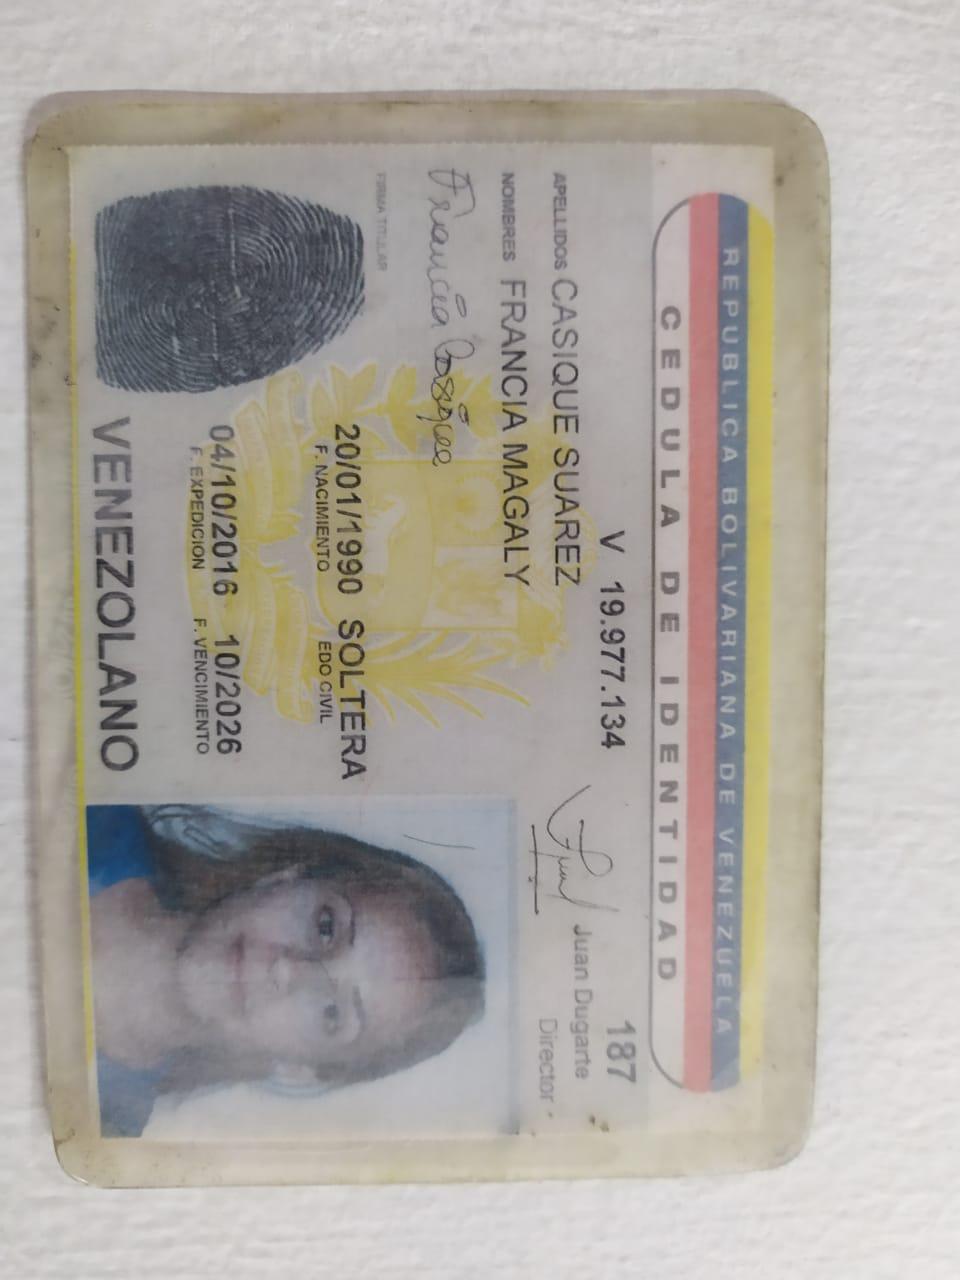 REPUBLICA BOLIVARIANA DE VENEZUELA
CEDULA DE IDENTIDAD
V 19.977.134
187
APELLIDOS CASIQUE SUAREZ
Juan Dugarte
Director
NOMBRES FRANCIA MAGALY
Francia Casique
FIRMA TITULAR
20/01/1990 SOLTERA
F. NACIMIENTO EDO CIVIL
04/10/2016 10/2026
F. EXPEDICION F. VENCIMIENTO
VENEZOLANO